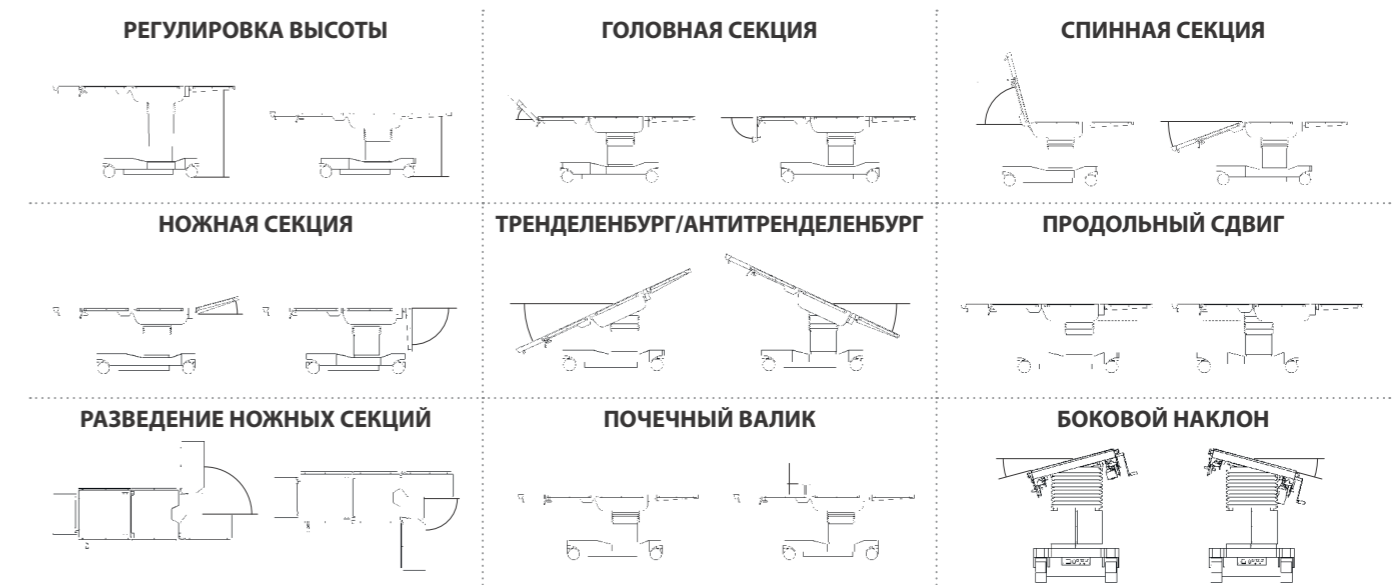 РЕГУЛИРОВКА ВЫСОТЫ
ГОЛОВНАЯ СЕКЦИЯ
СПИННАЯ СЕКЦИЯ
НОЖНАЯ СЕКЦИЯ
ТРЕНДЕЛЕНБУРГ/АНТИТРЕНДЕЛЕНБУРГ
ПРОДОЛЬНЫЙ СДВИГ
РАЗВЕДЕНИЕ НОЖНЫХ СЕКЦИЙ
ПОЧЕЧНЫЙ ВАЛИК
БОКОВОЙ НАКЛОН